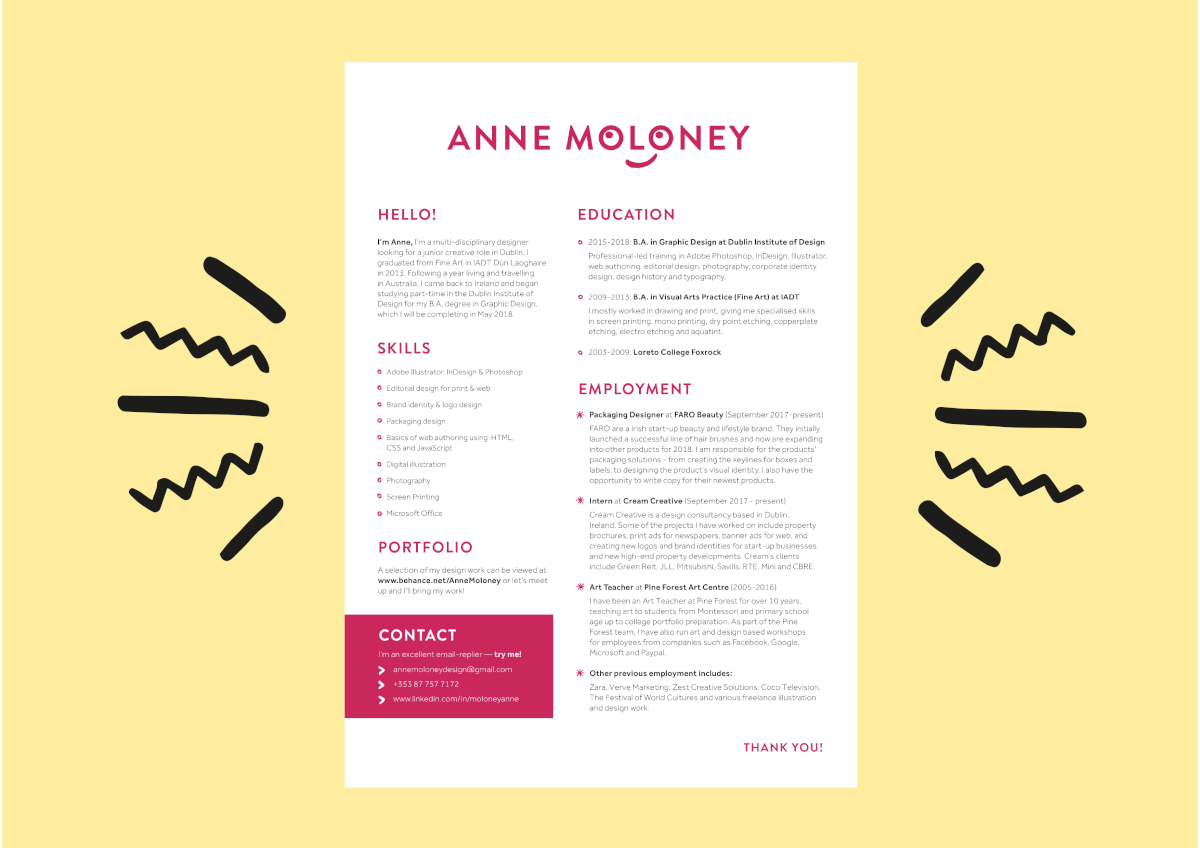 ANNE MOLONEY
HELLO!
I'm Anne, I'm a multi-disciplinary designer
looking for a junior creative role in Dublin. I
graduated from Fine Art in IADT Dún Laoghaire
in 2013. Following a year living and travelling
in Australia, I came back to Ireland and began
studying part-time in the Dublin Institute of
Design for my B.A. degree in Graphic Design,
which I will be completing in May 2018.
SKILLS
Adobe Illustrator, InDesign & Photoshop
Editorial design for print & web
Brand identity & logo design
Packaging design
Basics of web authoring using HTML,
CSS and JavaScript
Digital illustration
Photography
Screen Printing
Microsoft Office
PORTFOLIO
A selection of my design work can be viewed at
www.behance.net/AnneMoloney or let's meet
up and I'll bring my work!
CONTACT
I'm an excellent email-replier — try me!
annemoloneydesign@gmail.com
+353 87 757 7172
www.linkedin.com/in/moloneyanne
EDUCATION
2015-2018: B.A. in Graphic Design at Dublin Institute of Design
Professional-led training in Adobe Photoshop, InDesign, Illustrator,
web authoring, editorial design, photography, corporate identity
design, design history and typography.
2009-2013: B.A. in Visual Arts Practice (Fine Art) at IADT
I mostly worked in drawing and print, giving me specialised skills
in screen printing, mono printing, dry point etching, copperplate
etching, electro etching and aquatint.
2003-2009: Loreto College Foxrock
EMPLOYMENT
Packaging Designer at FARO Beauty (September 2017-present)
FARO are a Irish start-up beauty and lifestyle brand. They initially
launched a successful line of hair brushes and now are expanding
into other products for 2018. I am responsible for the products'
packaging solutions - from creating the keylines for boxes and
labels, to designing the product's visual identity. I also have the
opportunity to write copy for their newest products.
Intern at Cream Creative (September 2017 - present)
Cream Creative is a design consultancy based in Dublin,
Ireland. Some of the projects I have worked on include property
brochures, print ads for newspapers, banner ads for web, and
creating new logos and brand identities for start-up businesses
and new high-end property developments. Cream's clients
include Green Reit, JLL, Mitsubishi, Savills, RTE, Mini and CBRE.
Art Teacher at Pine Forest Art Centre (2005-2016)
I have been an Art Teacher at Pine Forest for over 10 years,
teaching art to students from Montessori and primary school
age up to college portfolio preparation. As part of the Pine
Forest team, I have also run art and design based workshops
for employees from companies such as Facebook, Google,
Microsoft and Paypal.
Other previous employment includes:
Zara, Verve Marketing, Zest Creative Solutions, Coco Television,
The Festival of World Cultures and various freelance illustration
and design work.
THANK YOU!